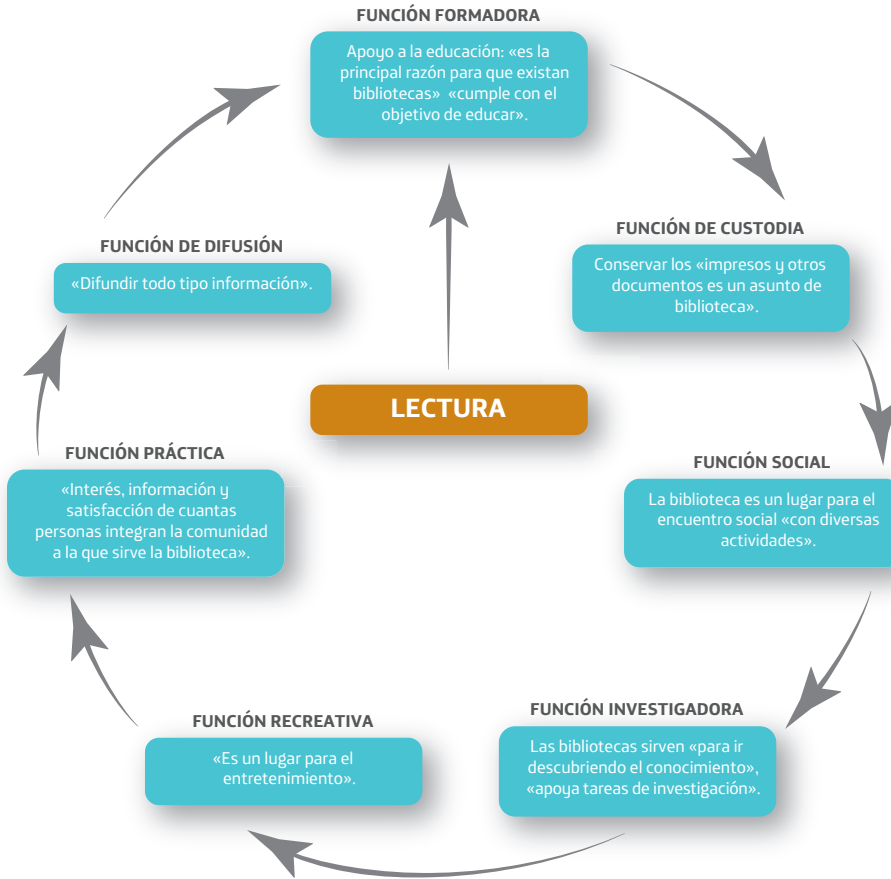 FUNCIÓN FORMADORA
Apoyo a la educación: «es la
principal razón para que existan
bibliotecas» «cumple con el
objetivo de educar».
FUNCIÓN DE CUSTODIA
Conservar los «impresos y otros
documentos es un asunto de
biblioteca».
FUNCIÓN SOCIAL
La biblioteca es un lugar para el
encuentro social «con diversas
actividades».
FUNCIÓN INVESTIGADORA
Las bibliotecas sirven «para ir
descubriendo el conocimiento»,
«apoya tareas de investigación».
FUNCIÓN RECREATIVA
«Es un lugar para el
entretenimiento».
FUNCIÓN PRÁCTICA
«Interés, información y
satisfacción de cuantas
personas integran la comunidad
a la que sirve la biblioteca».
FUNCIÓN DE DIFUSIÓN
«Difundir todo tipo información».
LECTURA